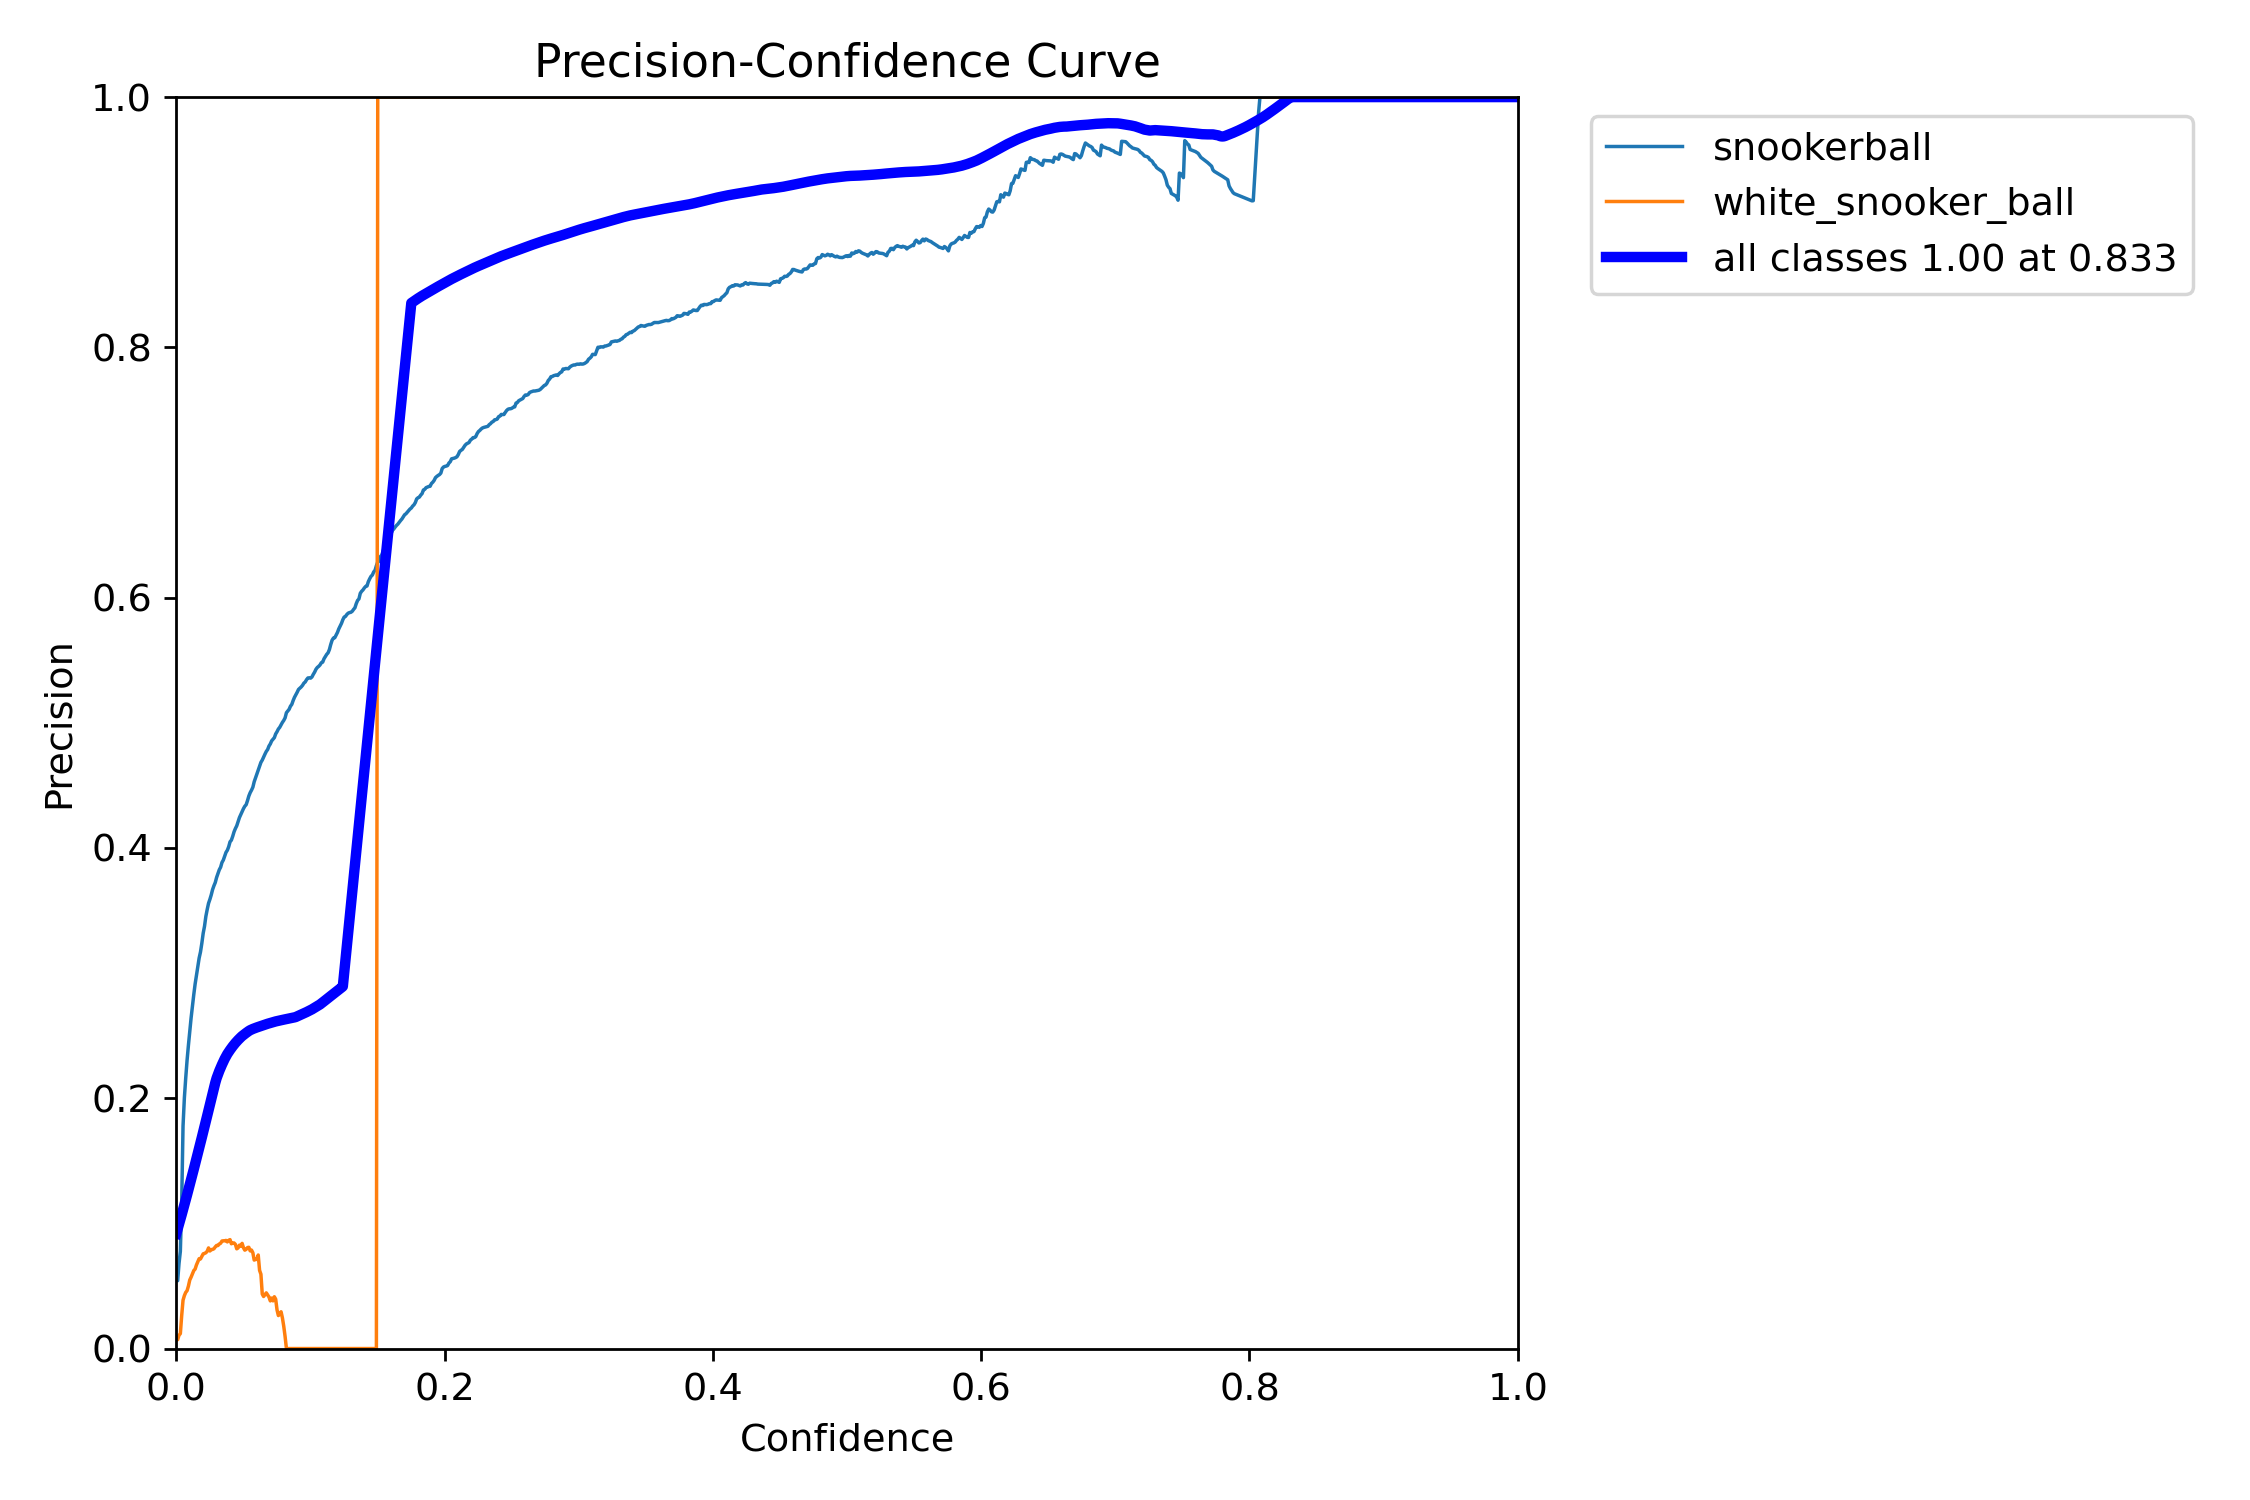 Precision-Confidence Curve
1.0
0.8
0.6
0.4
0.2
0.0
Precision
0.0 0.2 0.4 0.6 0.8 1.0
Confidence
snookerball
white_snooker_ball
all classes 1.00 at 0.833